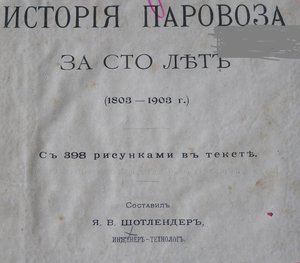 ИСТОРІЯ ПАРОВОЗА
ЗА СТО ЛѢТЪ
(1803—1903 г.)
Съ 398 рисунками въ текстѣ.
Составилъ
Я. В. ШОТЛЕНДЕРЪ,
ИНЖЕНЕРЪ-ТЕХНОЛОГЪ.